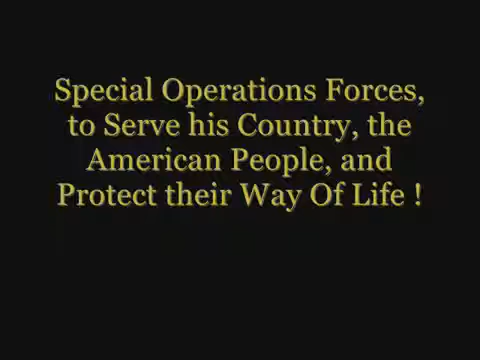 Special Operations Forces,
to Serve his Country, the
American People, and
Protect their Way Of Life !